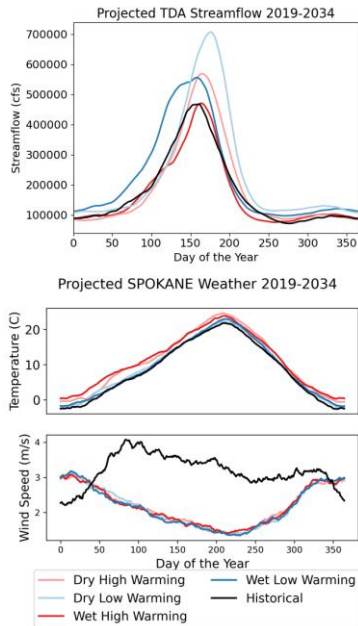 Projected TDA Streamflow 2019-2034
Streamflow (cfs)
700000
600000
500000
400000
300000
200000
100000
0 50 100 150 200 250 300 350
Day of the Year
Projected SPOKANE Weather 2019-2034
Temperature (C)
20
10
0
Wind Speed (m/s)
4
3
2
0 50 100 150 200 250 300 350
Day of the Year
Dry High Warming
Dry Low Warming
Wet High Warming
Wet Low Warming
Historical